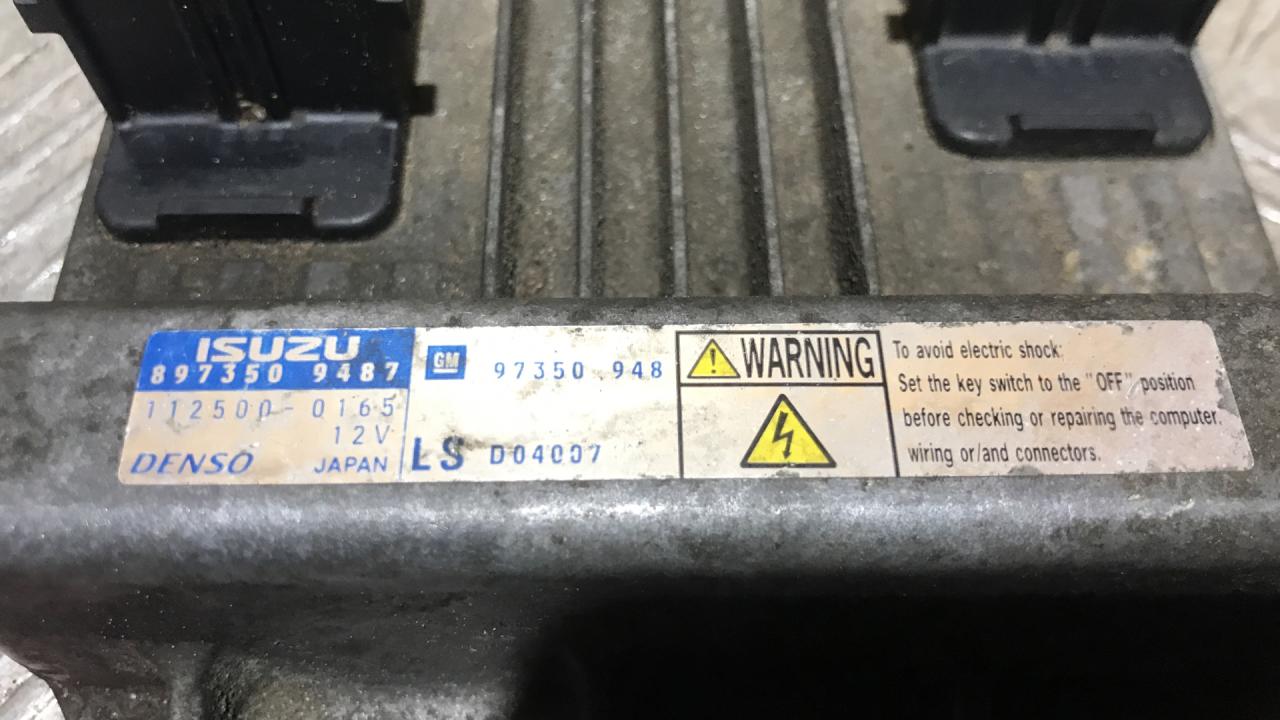 ISUZU
897350 9487
112500-0165
12V
DENSO JAPAN
GM 97350 948
LS D04007
WARNING
To avoid electric shock:
Set the key switch to the "OFF" position
before checking or repairing the computer,
wiring or/and connectors.